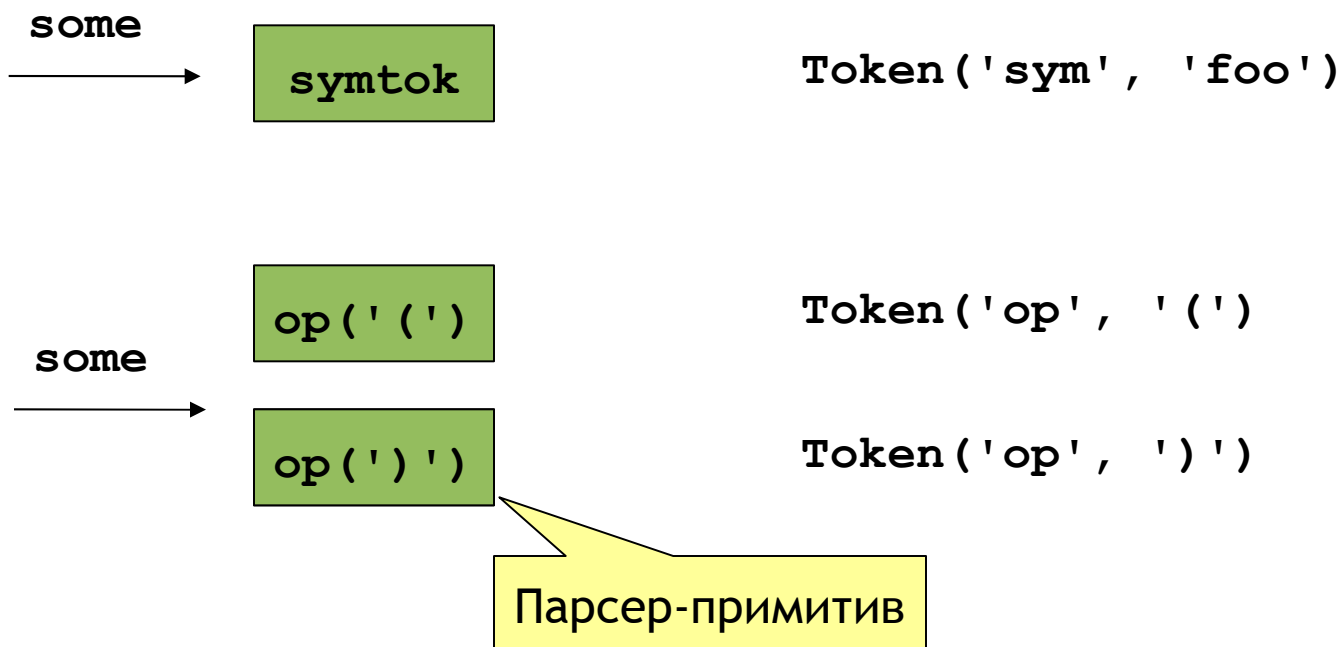 some
symtok
Token('sym', 'foo')
op('(')
Token('op', '(')
some
op(')')
Token('op', ')')
Парсер-примитив